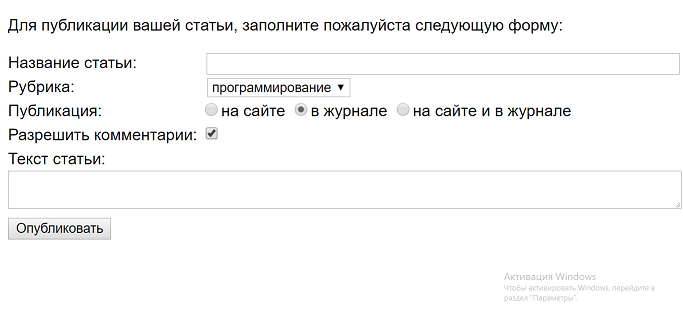 Для публикации вашей статьи, заполните пожалуйста следующую форму:
Название статьи:
Рубрика: программирование
Публикация: на сайте в журнале на сайте и в журнале
Разрешить комментарии:
Текст статьи:
Опубликовать
Активация Windows
Чтобы активировать Windows, перейдите в
раздел "Параметры".